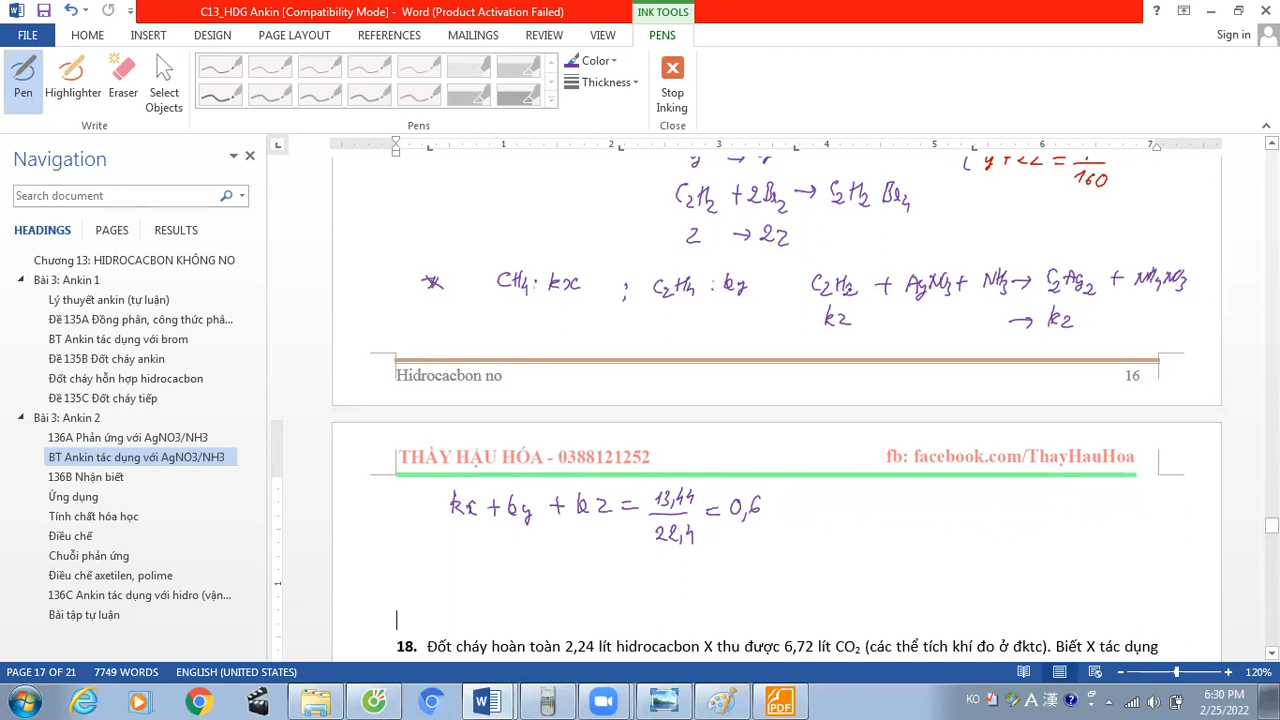 C13_HDG Ankin [Compatibility Mode] - Word (Product Activation Failed)
INK TOOLS
FILE HOME INSERT DESIGN PAGE LAYOUT REFERENCES MAILINGS REVIEW VIEW PENS Sign in
Pen Highlighter Eraser Select Objects
Color
Thickness
Stop Inking
Write Pens Close
Navigation
Search document
HEADINGS PAGES RESULTS
Chương 13: HIDROCACBON KHÔNG NO
Bài 3: Ankin 1
Lý thuyết ankin (tự luận)
Đề 135A Đồng phân, công thức phâ...
BT Ankin tác dụng với brom
Đề 135B Đốt cháy ankin
Đốt cháy hỗn hợp hidrocacbon
Đề 135C Đốt cháy tiếp
Bài 3: Ankin 2
136A Phản ứng với AgNO3/NH3
BT Ankin tác dụng với AgNO3/NH3
136B Nhận biết
Ứng dụng
Tính chất hóa học
Điều chế
Chuỗi phản ứng
Điều chế axetilen, polime
136C Ankin tác dụng với hidro (vận...
Bài tập tự luận
1 2 3 4 5 6 7
160
C₂H₂ + 2Br₂ → C₂H₂Br₄
z → 2z
* CH₄: kx ; C₂H₄: ky C₂H₂ + AgNO₃ + NH₃ → C₂Ag₂ + NH₄NO₃
kz → kz
Hidrocacbon no 16
THẦY HẬU HÓA - 0388121252 fb: facebook.com/ThayHauHoa
kx + ky + kz = 13,44/22,4 = 0,6
18. Đốt cháy hoàn toàn 2,24 lít hidrocacbon X thu được 6,72 lít CO₂ (các thể tích khí đo ở đktc). Biết X tác dụng
PAGE 17 OF 21 7749 WORDS ENGLISH (UNITED STATES) 120%
KO A 漢 6:30 PM
2/25/2022
PDF